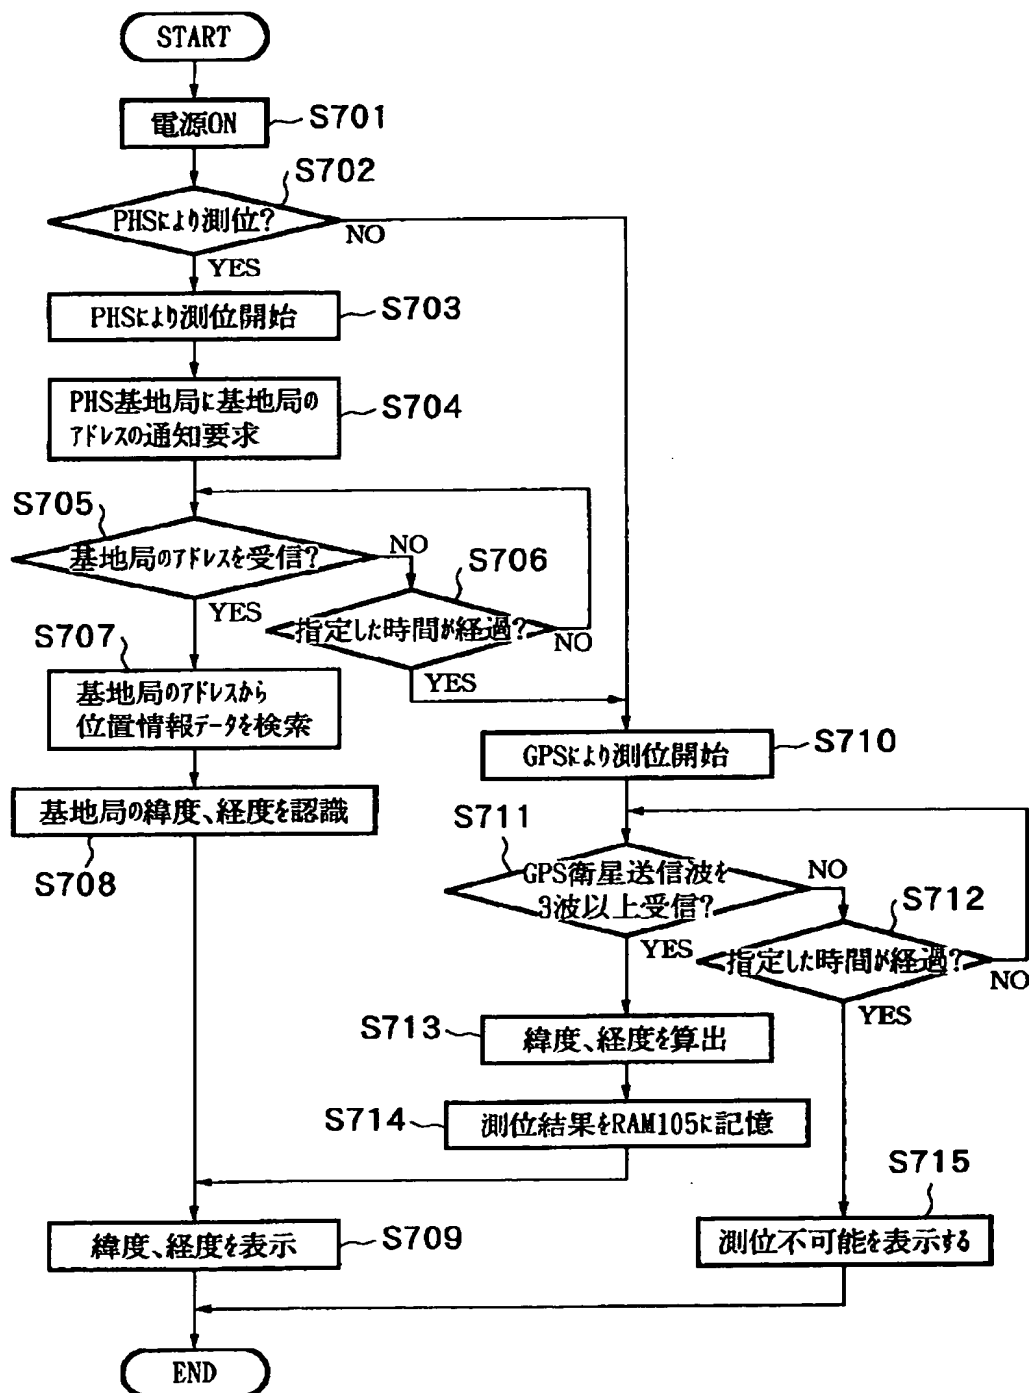 START
電源ON
S701
S702
PHSにより測位?
NO
YES
PHSにより測位開始
S703
PHS基地局に基地局の
アドレスの通知要求
S704
S705
基地局のアドレスを受信?
NO
YES
S706
指定した時間が経過?
NO
YES
S707
基地局のアドレスから
位置情報データを検索
基地局の緯度、経度を認識
S708
GPSにより測位開始
S710
S711
GPS衛星送信波を
3波以上受信?
NO
YES
S712
指定した時間が経過?
NO
YES
S713
緯度、経度を算出
S714
測位結果をRAM105に記憶
S715
測位不可能を表示する
緯度、経度を表示
S709
END